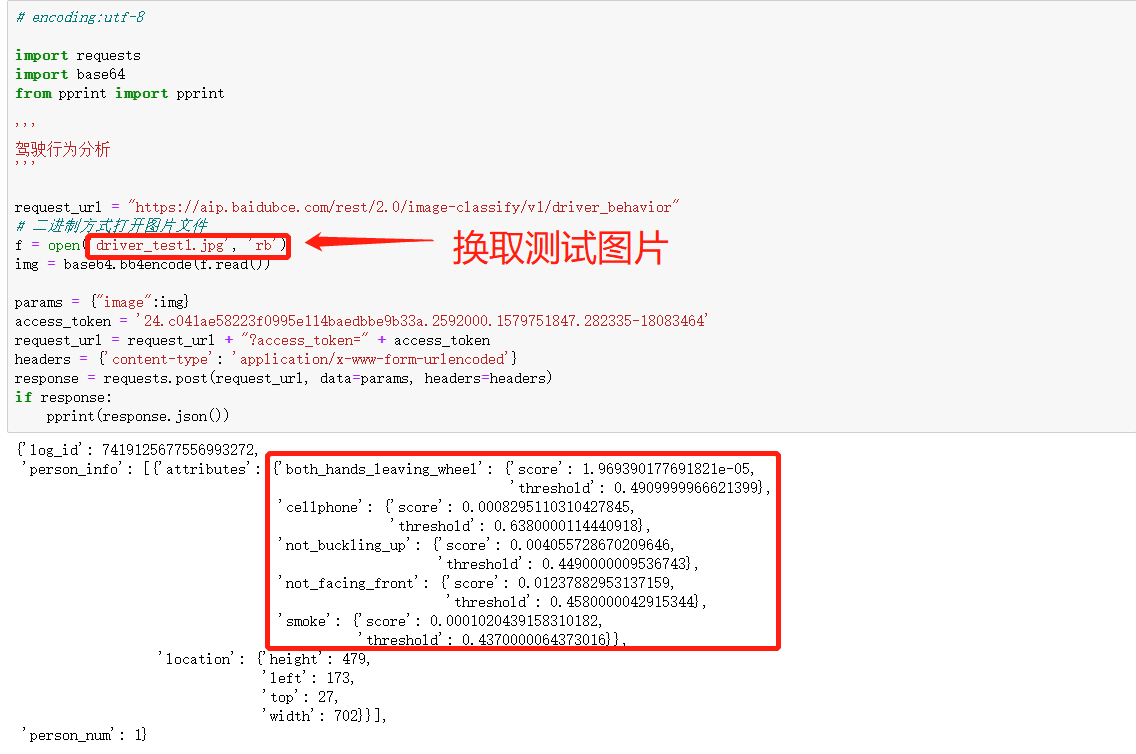 # encoding:utf-8
import requests
import base64
from pprint import pprint
'''
驾驶行为分析
'''
request_url = "https://aip.baidubce.com/rest/2.0/image-classify/v1/driver_behavior"
# 二进制方式打开图片文件
f = open('driver_test1.jpg', 'rb')
换取测试图片
img = base64.b64encode(f.read())
params = {"image":img}
access_token = '24.c041ae58223f0995e114baedbbe9b33a.2592000.1579751847.282335-18083464'
request_url = request_url + "?access_token=" + access_token
headers = {'content-type': 'application/x-www-form-urlencoded'}
response = requests.post(request_url, data=params, headers=headers)
if response:
    pprint(response.json())
{'log_id': 7419125677556993272,
'person_info': [{'attributes': {'both_hands_leaving_wheel': {'score': 1.969390177691821e-05,
'threshold': 0.4909999966621399},
'cellphone': {'score': 0.0008295110310427845,
'threshold': 0.6380000114440918},
'not_buckling_up': {'score': 0.004055728670209646,
'threshold': 0.4490000009536743},
'not_facing_front': {'score': 0.01237882953137159,
'threshold': 0.4580000042915344},
'smoke': {'score': 0.0001020439158310182,
'threshold': 0.4370000064373016}},
'location': {'height': 479,
'left': 173,
'top': 27,
'width': 702}}],
'person_num': 1}